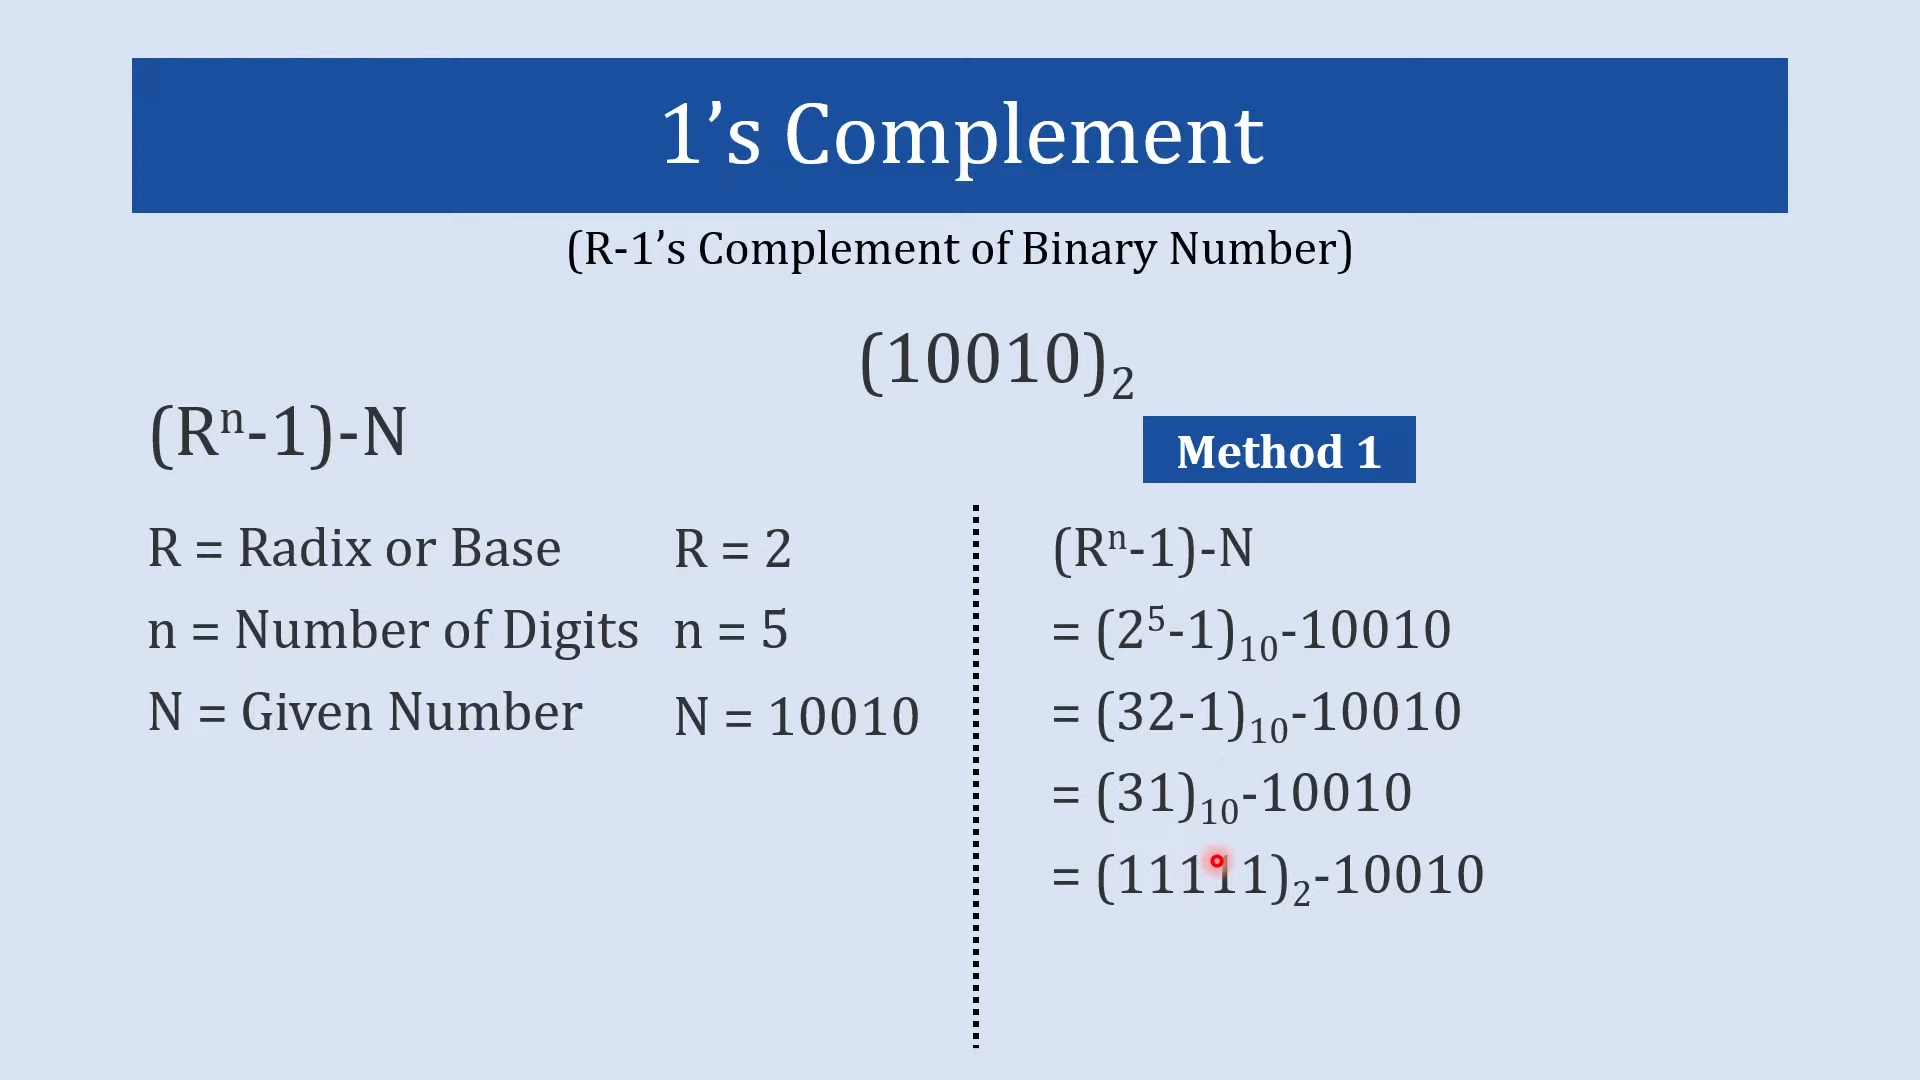 1’s Complement
(R-1’s Complement of Binary Number)
(10010)₂
(Rⁿ-1)-N
Method 1
R = Radix or Base
n = Number of Digits
N = Given Number
R = 2
n = 5
N = 10010
(Rⁿ-1)-N
= (2⁵-1)₁₀-10010
= (32-1)₁₀-10010
= (31)₁₀-10010
= (11111)₂-10010